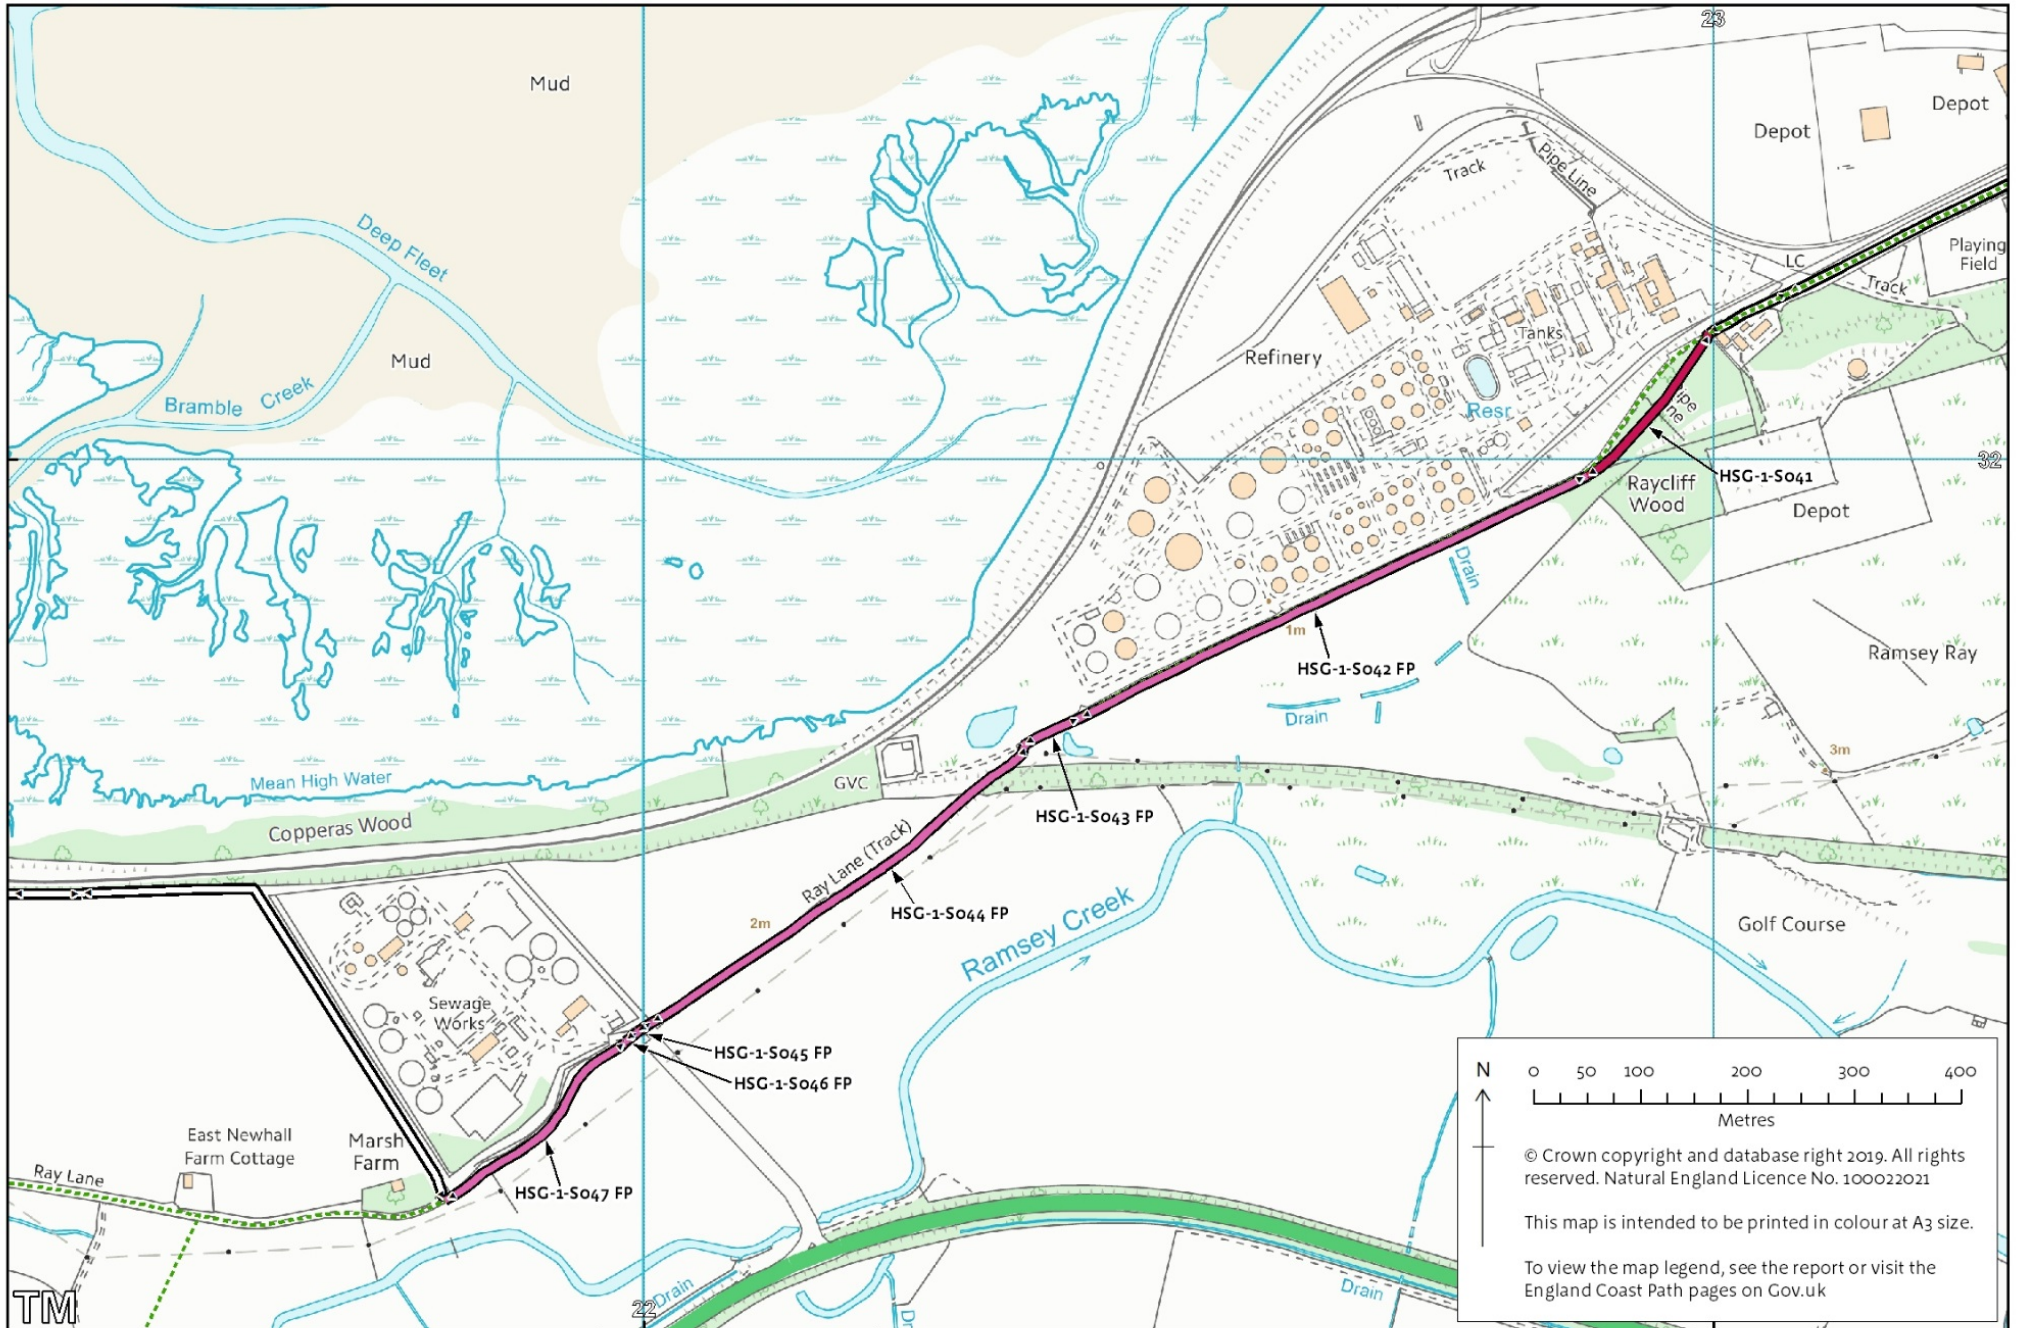 23
Mud
Depot
Depot
Track
Pipe Line
Deep Fleet
Playing
Field
LC
Track
Tanks
Refinery
Mud
Bramble Creek
Resr
32
HSG-1-S041
Raycliff
Wood
Depot
Drain
1m
Ramsey Ray
HSG-1-S042 FP
Drain
3m
Mean High Water
GVC
HSG-1-S043 FP
Copperas Wood
Ray Lane (Track)
HSG-1-S044 FP
2m
Ramsey Creek
Golf Course
Sewage
Works
HSG-1-S045 FP
HSG-1-S046 FP
East Newhall
Farm Cottage
Marsh
Farm
Ray Lane
HSG-1-S047 FP
N
0 50 100 200 300 400
Metres
© Crown copyright and database right 2019. All rights
reserved. Natural England Licence No. 100022021
This map is intended to be printed in colour at A3 size.
To view the map legend, see the report or visit the
England Coast Path pages on Gov.uk
TM
22
Drain
Drain